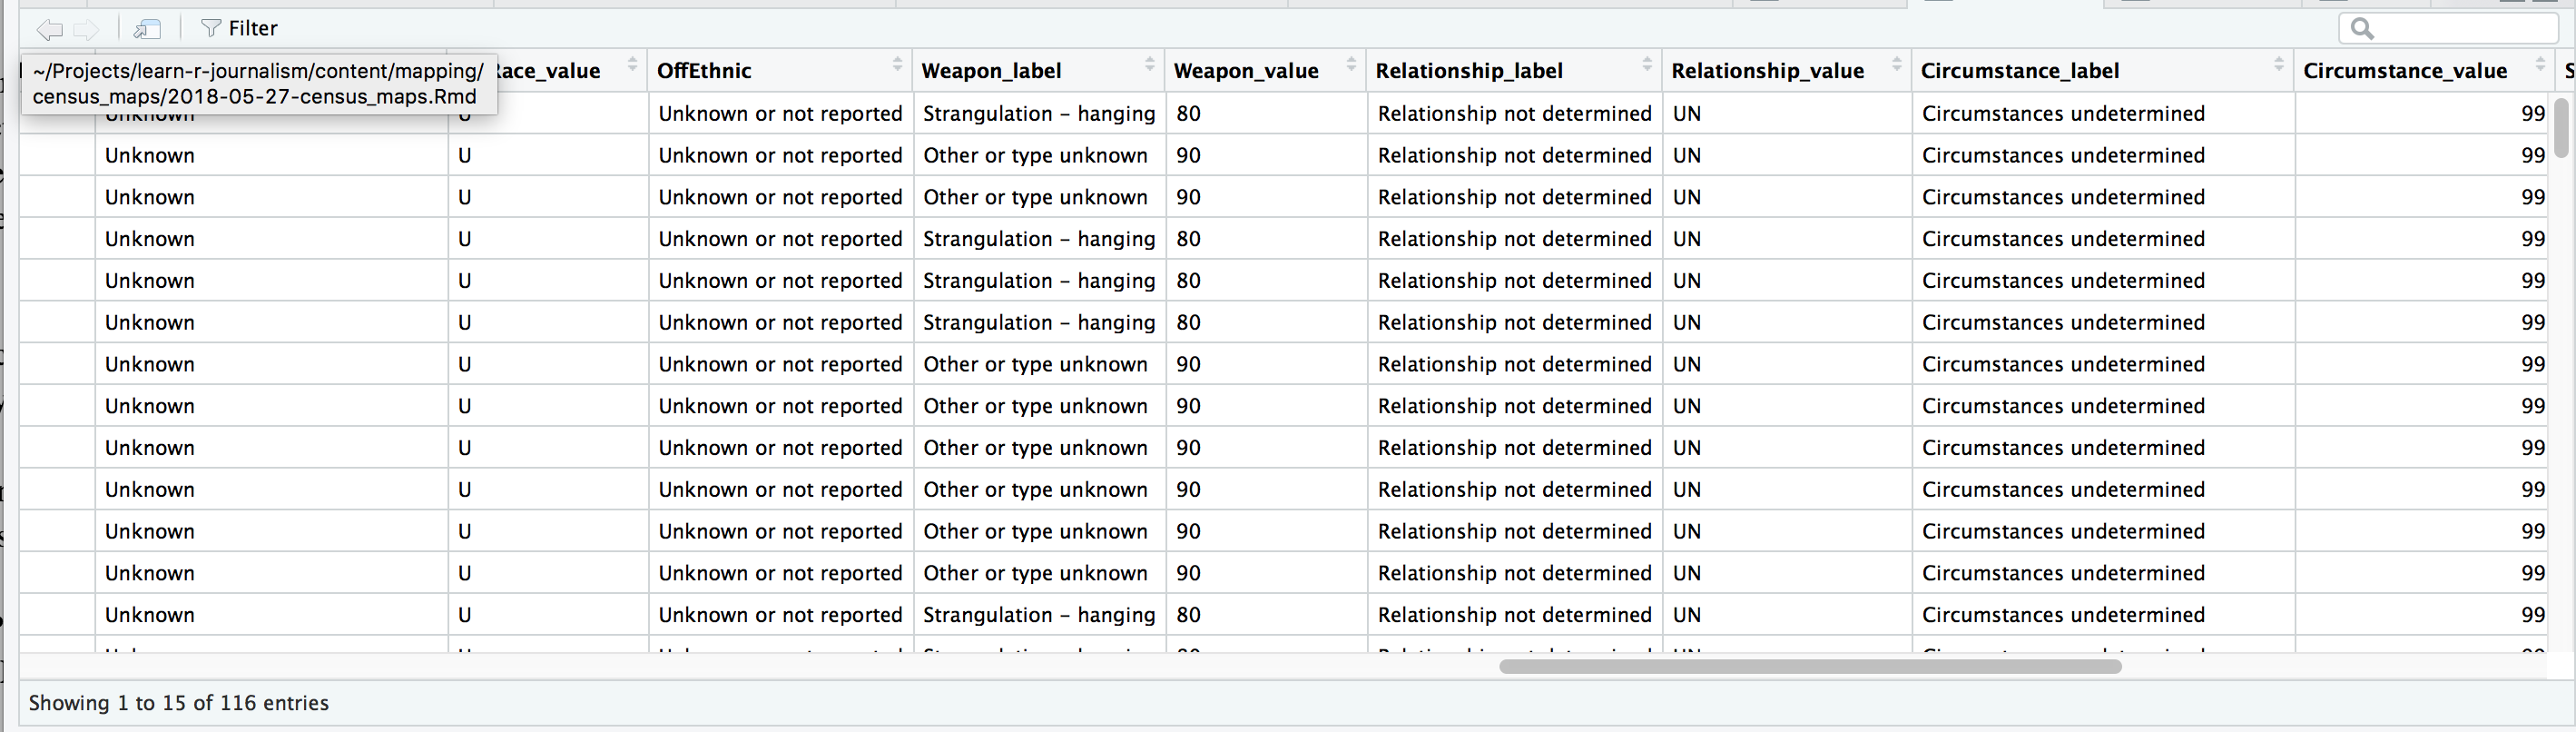 Filter
~/Projects/learn-r-journalism/content/mapping/
census_maps/2018-05-27-census_maps.Rmd
Race_value OffEthnic Weapon_label Weapon_value Relationship_label Relationship_value Circumstance_label Circumstance_value S
Unknown U Unknown or not reported Strangulation - hanging 80 Relationship not determined UN Circumstances undetermined 99
Unknown U Unknown or not reported Other or type unknown 90 Relationship not determined UN Circumstances undetermined 99
Unknown U Unknown or not reported Other or type unknown 90 Relationship not determined UN Circumstances undetermined 99
Unknown U Unknown or not reported Strangulation - hanging 80 Relationship not determined UN Circumstances undetermined 99
Unknown U Unknown or not reported Strangulation - hanging 80 Relationship not determined UN Circumstances undetermined 99
Unknown U Unknown or not reported Strangulation - hanging 80 Relationship not determined UN Circumstances undetermined 99
Unknown U Unknown or not reported Other or type unknown 90 Relationship not determined UN Circumstances undetermined 99
Unknown U Unknown or not reported Other or type unknown 90 Relationship not determined UN Circumstances undetermined 99
Unknown U Unknown or not reported Other or type unknown 90 Relationship not determined UN Circumstances undetermined 99
Unknown U Unknown or not reported Other or type unknown 90 Relationship not determined UN Circumstances undetermined 99
Unknown U Unknown or not reported Other or type unknown 90 Relationship not determined UN Circumstances undetermined 99
Unknown U Unknown or not reported Other or type unknown 90 Relationship not determined UN Circumstances undetermined 99
Unknown U Unknown or not reported Strangulation - hanging 80 Relationship not determined UN Circumstances undetermined 99
Showing 1 to 15 of 116 entries